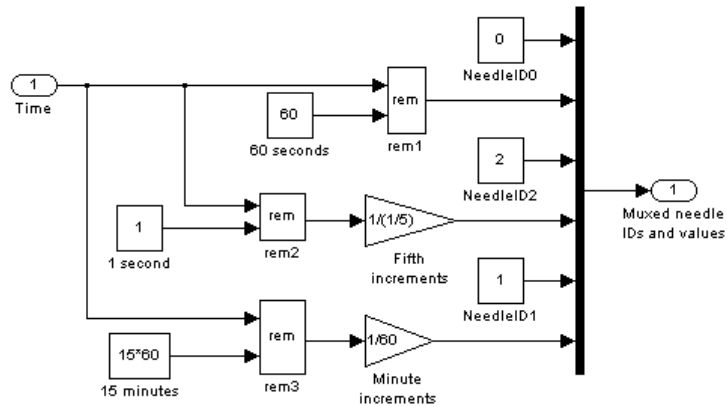 0
NeedleID0
1
Time
rem
rem1
60
60 seconds
2
NeedleID2
1
Muxed needle
IDs and values
1
1 second
rem
rem2
1/(1/5)
Fifth
increments
1
NeedleID1
15*60
15 minutes
rem
rem3
1/60
Minute
increments